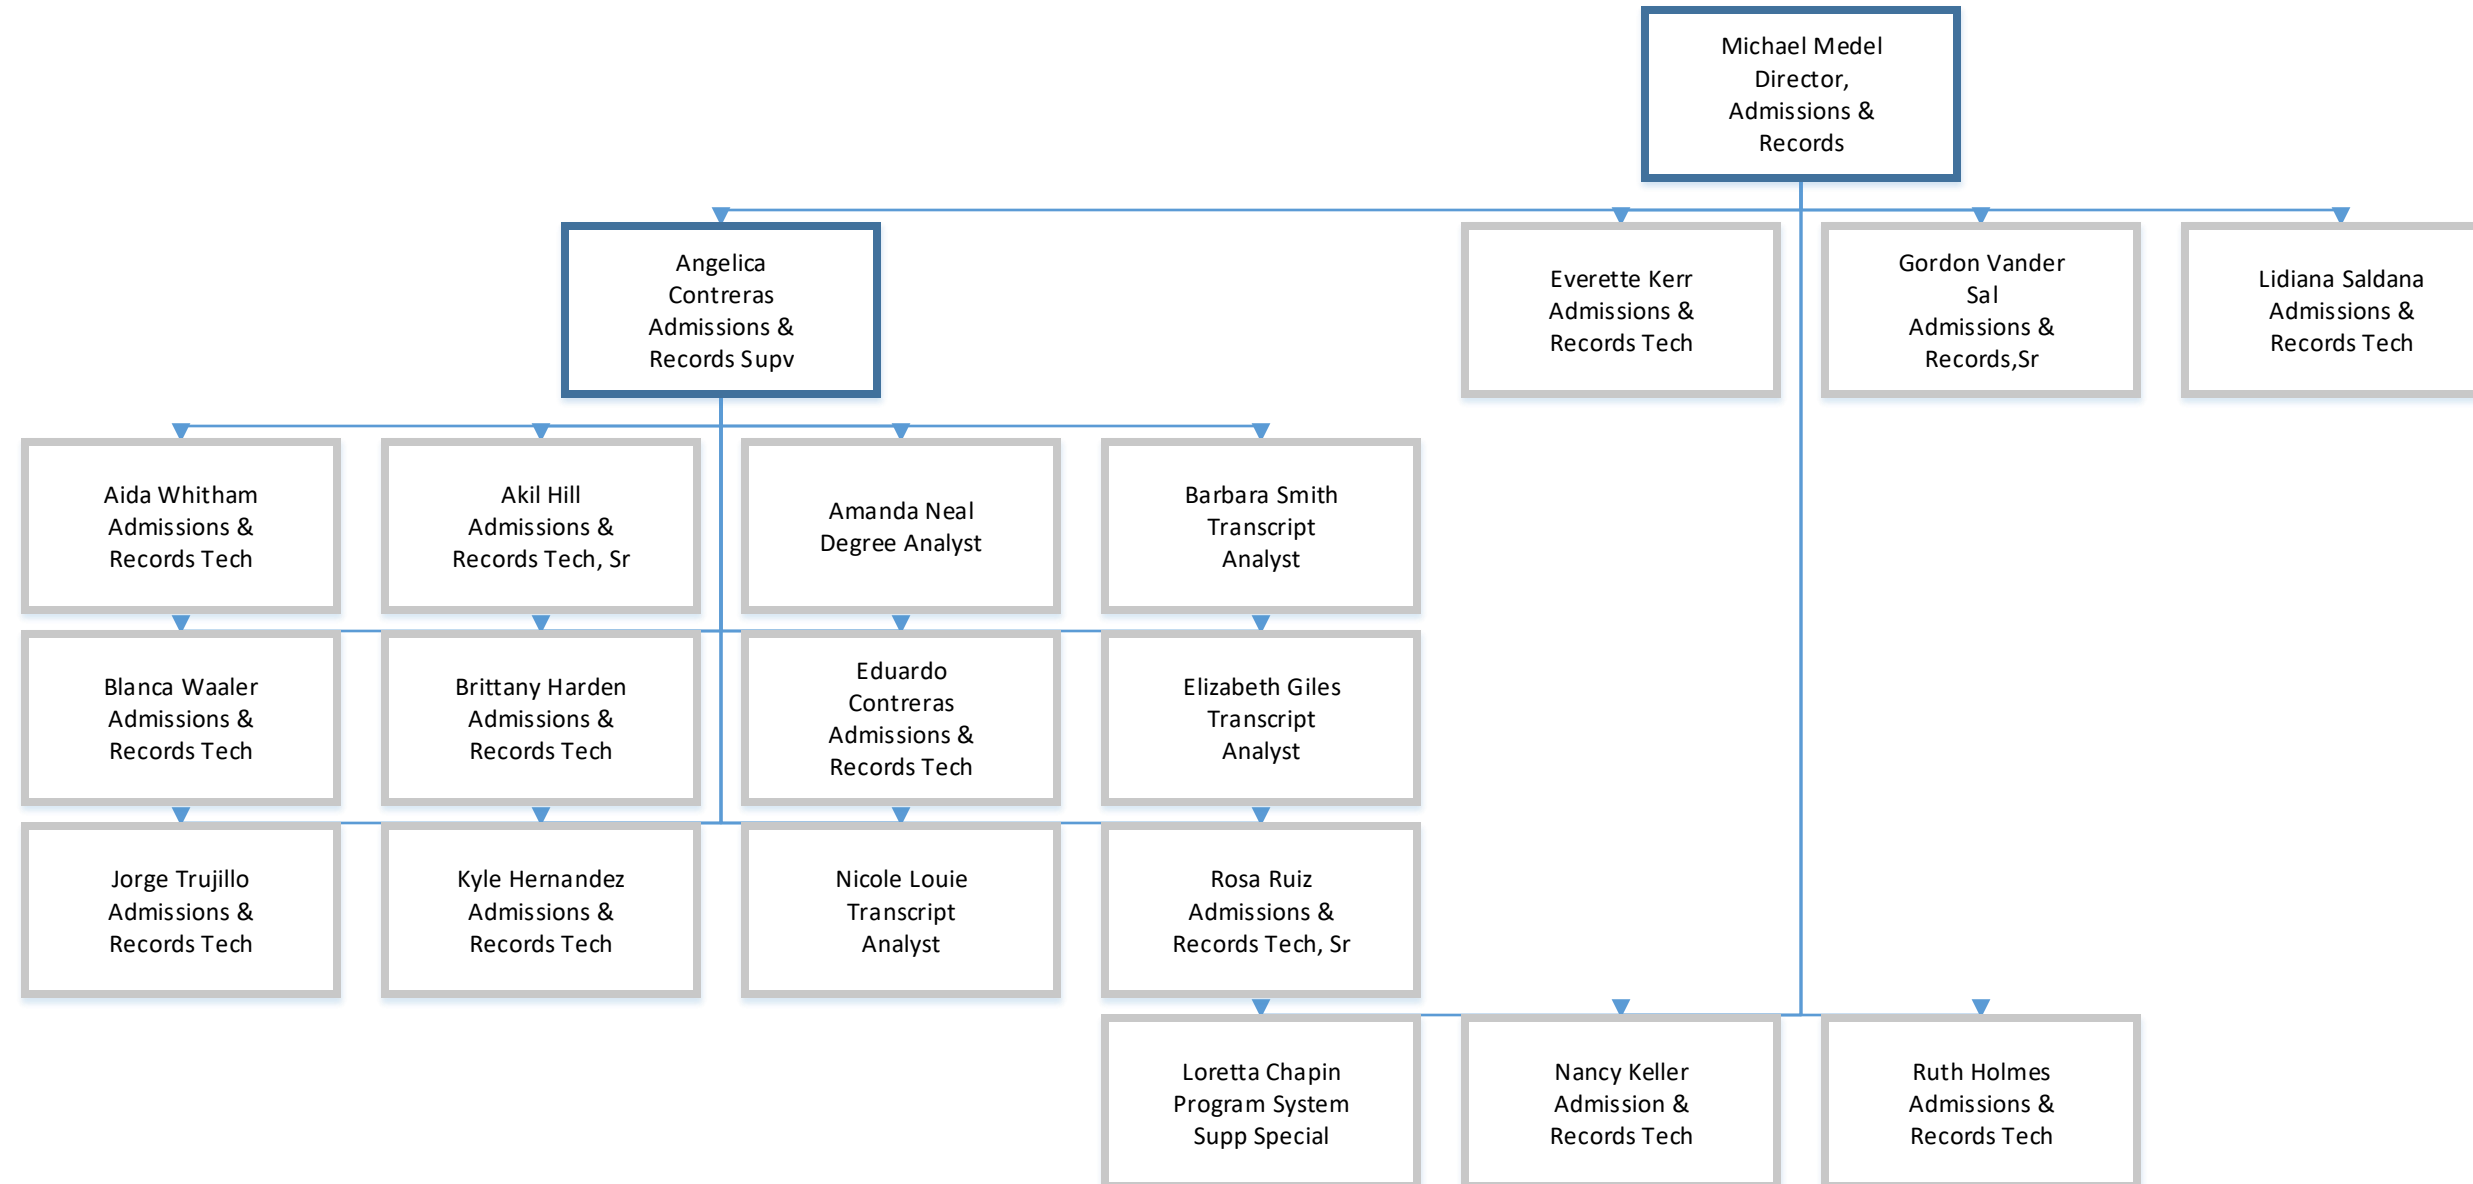 Michael Medel
Director,
Admissions &
Records
Angelica
Contreras
Admissions &
Records Supv
Everette Kerr
Admissions &
Records Tech
Gordon Vander
Sal
Admissions &
Records,Sr
Lidiana Saldana
Admissions &
Records Tech
Aida Whitham
Admissions &
Records Tech
Akil Hill
Admissions &
Records Tech, Sr
Amanda Neal
Degree Analyst
Barbara Smith
Transcript
Analyst
Blanca Waaler
Admissions &
Records Tech
Brittany Harden
Admissions &
Records Tech
Eduardo
Contreras
Admissions &
Records Tech
Elizabeth Giles
Transcript
Analyst
Jorge Trujillo
Admissions &
Records Tech
Kyle Hernandez
Admissions &
Records Tech
Nicole Louie
Transcript
Analyst
Rosa Ruiz
Admissions &
Records Tech, Sr
Loretta Chapin
Program System
Supp Special
Nancy Keller
Admission &
Records Tech
Ruth Holmes
Admissions &
Records Tech